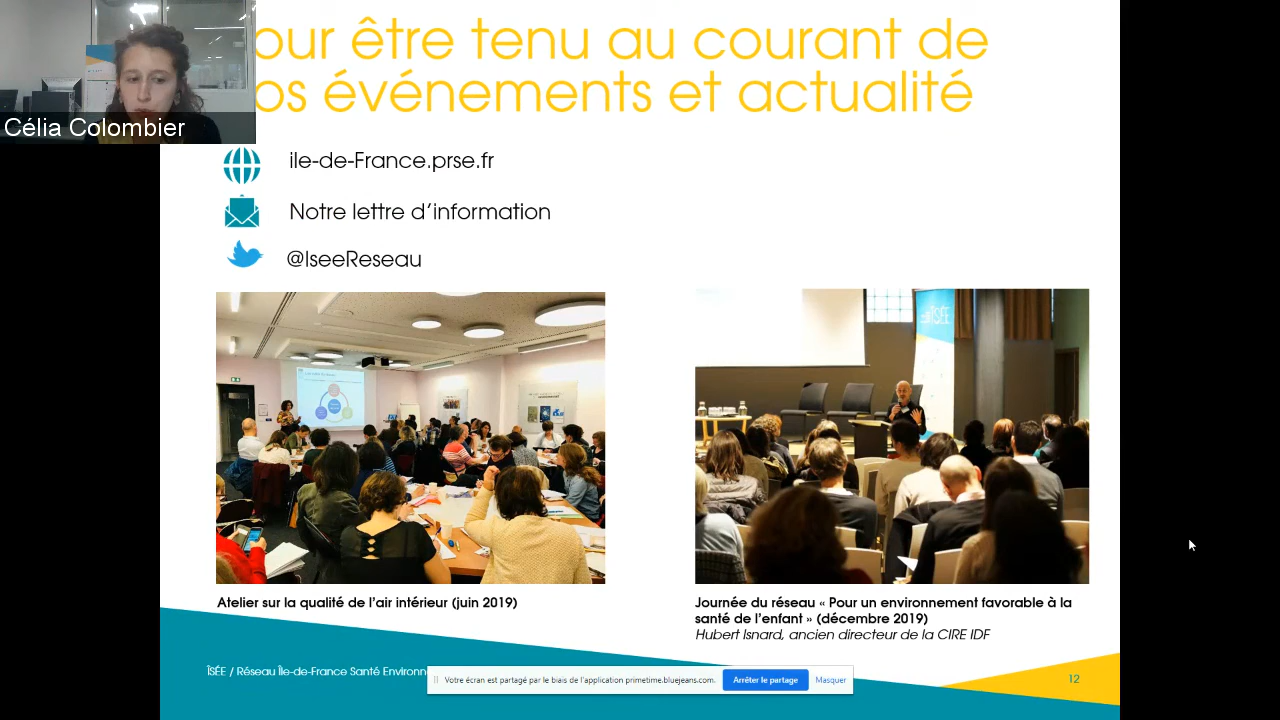 our être tenu au courant de
os événements et actualité
Célia Colombier
ile-de-France.prse.fr
Notre lettre d’information
@IseeReseau
ÎSÉE
Atelier sur la qualité de l’air intérieur (juin 2019)
Journée du réseau « Pour un environnement favorable à la
santé de l’enfant » (décembre 2019)
Hubert Isnard, ancien directeur de la CIRE IDF
ÎSÉE / Réseau Île-de-France Santé Environn
Votre écran est partagé par le biais de l'application primetime.bluejeans.com.
Arrêter le partage
Masquer
12